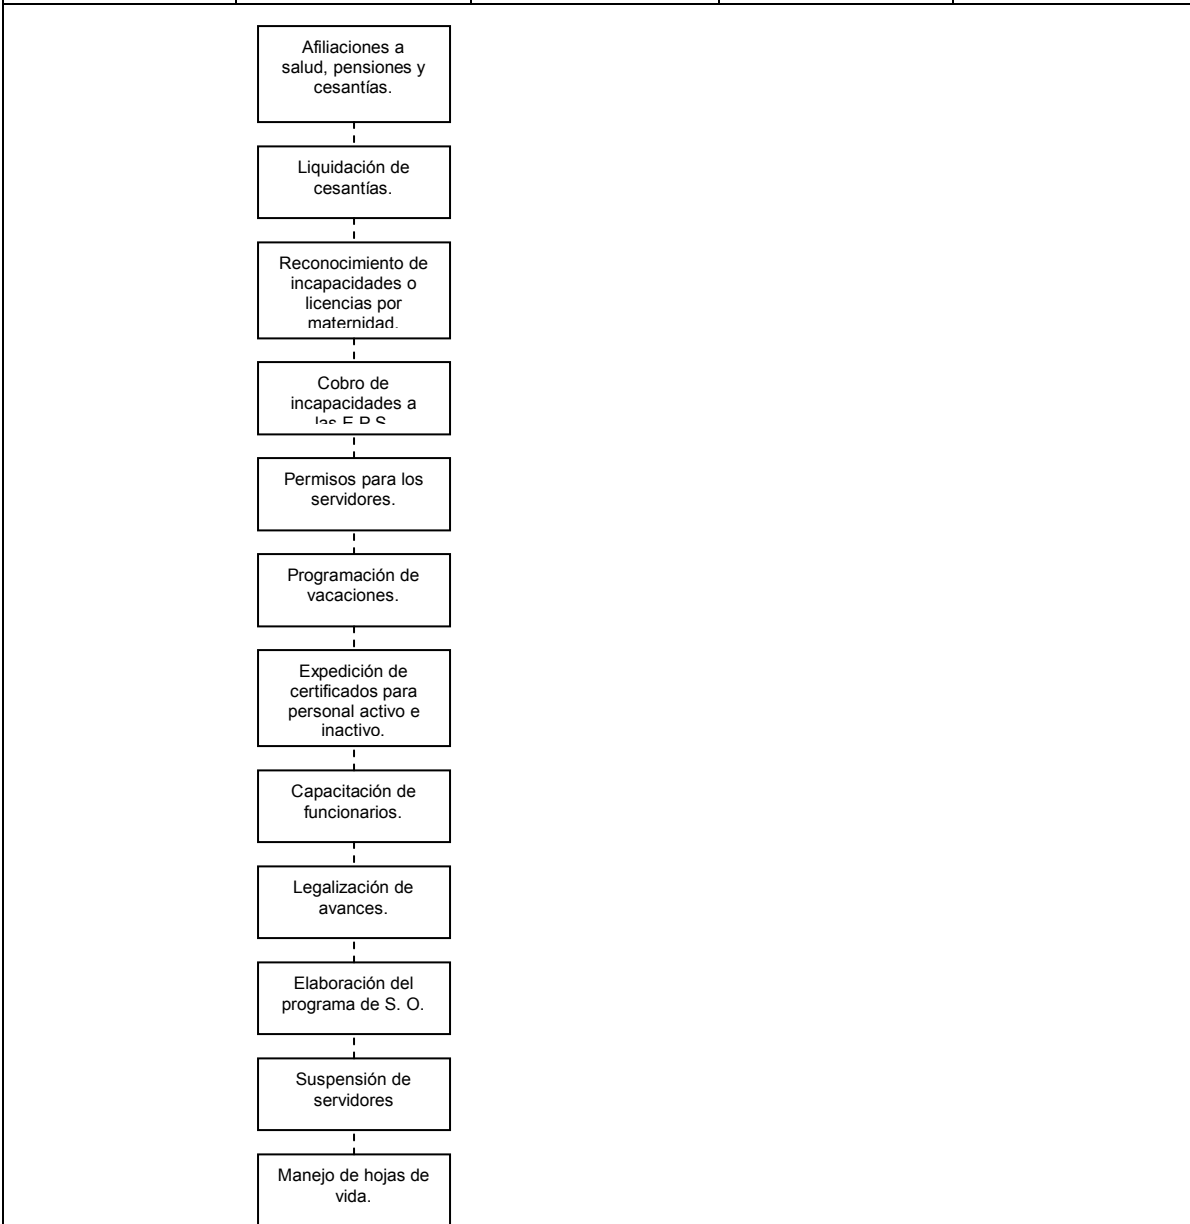 Afiliaciones a
salud, pensiones y
cesantías.
Liquidación de
cesantías.
Reconocimiento de
incapacidades o
licencias por
maternidad.
Cobro de
incapacidades a
las E.P.S.
Permisos para los
servidores.
Programación de
vacaciones.
Expedición de
certificados para
personal activo e
inactivo.
Capacitación de
funcionarios.
Legalización de
avances.
Elaboración del
programa de S. O.
Suspensión de
servidores
Manejo de hojas de
vida.